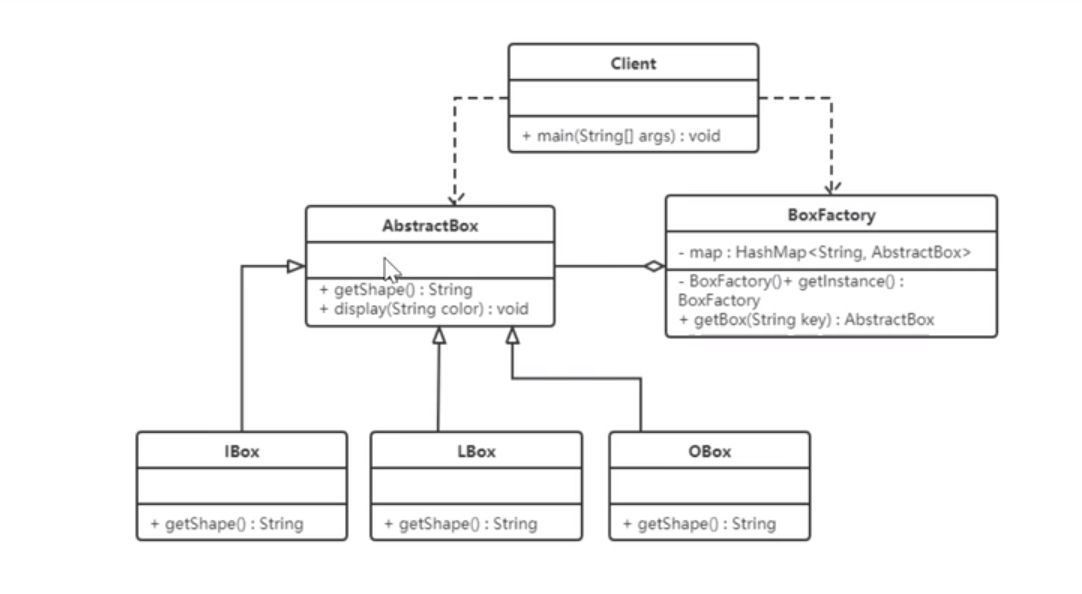 Client
+ main(String[] args) : void
AbstractBox
+ getShape() : String
+ display(String color) : void
BoxFactory
- map : HashMap<String, AbstractBox>
- BoxFactory()+ getInstance() :
BoxFactory
+ getBox(String key) : AbstractBox
IBox
+ getShape() : String
LBox
+ getShape() : String
OBox
+ getShape() : String